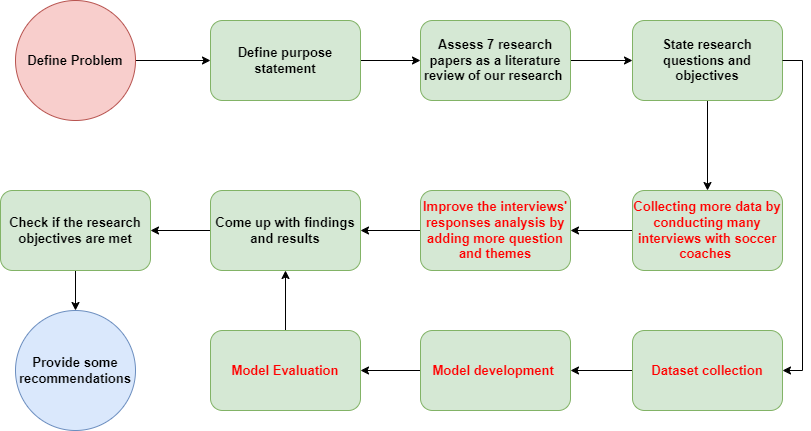 Define Problem
Define purpose
statement
Assess 7 research
papers as a literature
review of our research
State research
questions and
objectives
Check if the research
objectives are met
Come up with findings
and results
Improve the interviews'
responses analysis by
adding more question
and themes
Collecting more data by
conducting many
interviews with soccer
coaches
Provide some
recommendations
Model Evaluation
Model development
Dataset collection